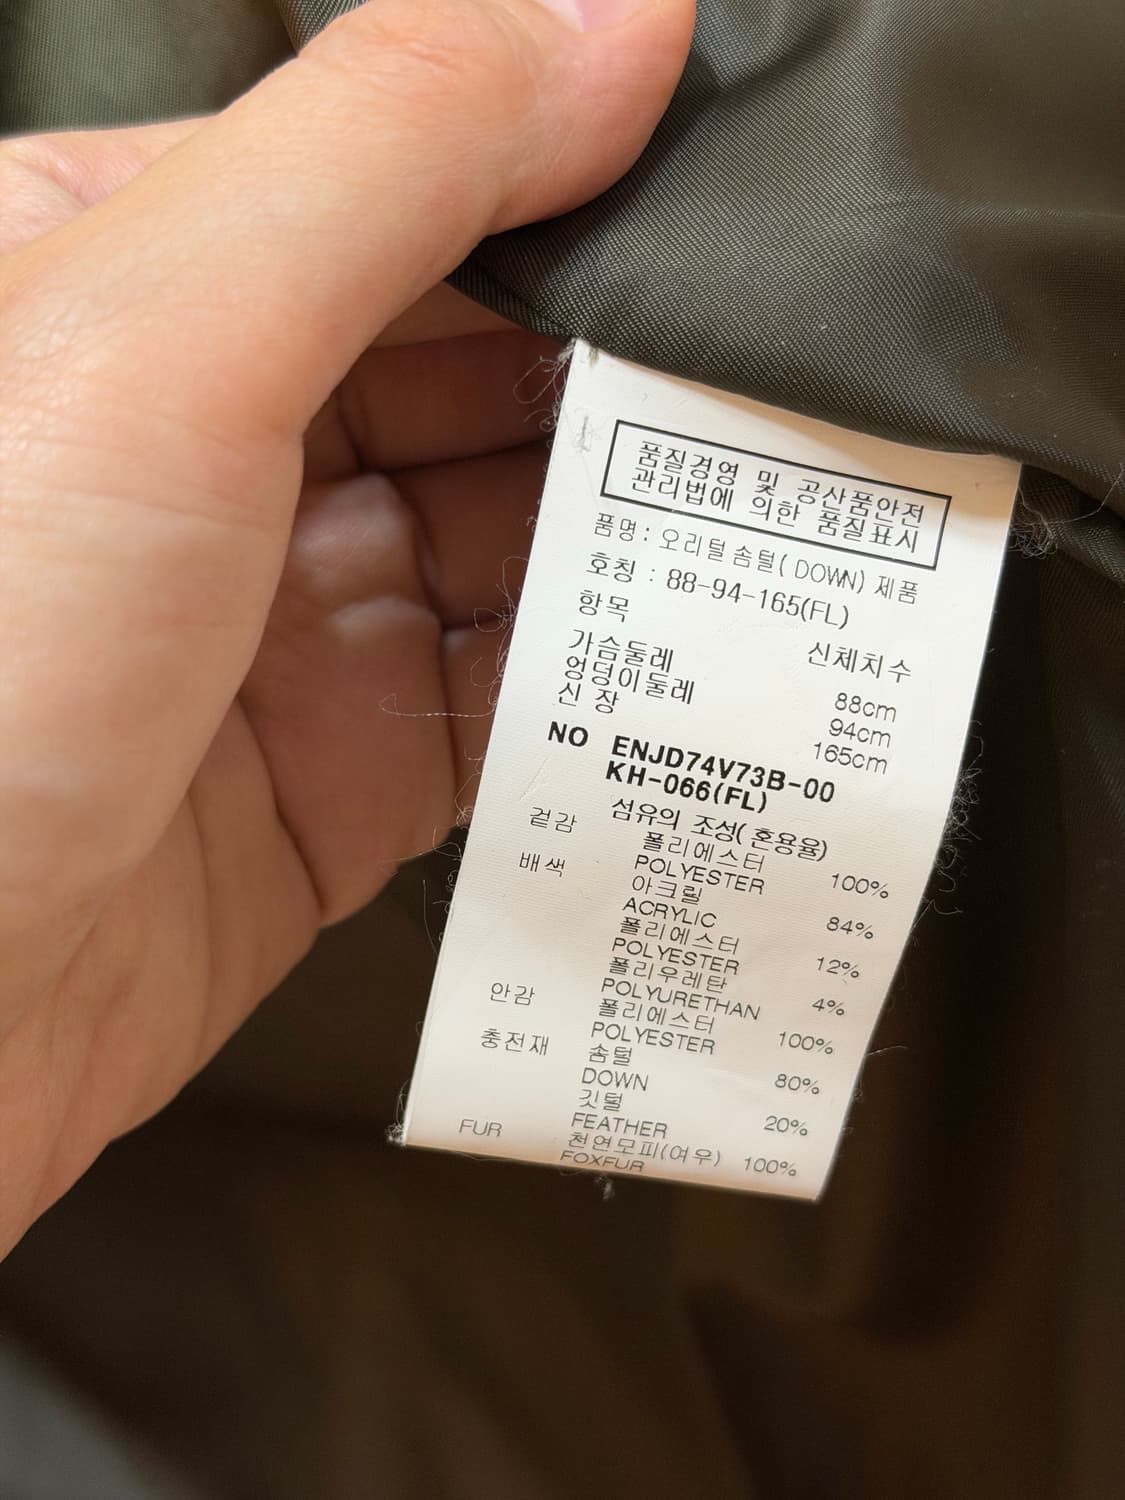 품질경영 및 공산품안전
관리법에 의한 품질표시
품명: 오리털 솜털( DOWN) 제품
호칭 : 88-94-165(FL)
항목 신체치수
가슴둘레 88cm
엉덩이둘레 94cm
신 장 165cm
NO ENJD74V73B-00
KH-066(FL)
섬유의 조성( 혼용율)
겉감 폴리에스터
POLYESTER 100%
배색 아크릴
ACRYLIC 84%
폴리에스터
POLYESTER 12%
폴리우레탄
POLYURETHAN 4%
안감 폴리에스터
POLYESTER 100%
충전재 솜털
DOWN 80%
깃털
FEATHER 20%
FUR 천연모피(여우) 100%
FOXFUR